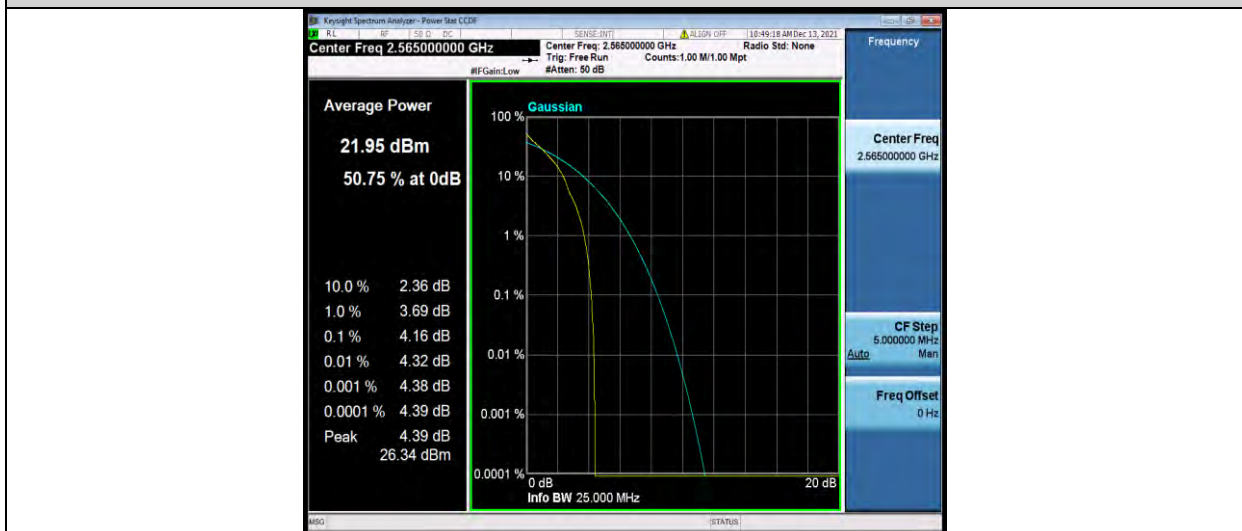 Keysight Spectrum Analyzer - Power Stat CCDF
RL RF 50 Ω DC SENSE:INT ALIGN OFF 10:49:18 AM Dec 13, 2021
Center Freq 2.565000000 GHz
Center Freq: 2.565000000 GHz Radio Std: None
Trig: Free Run Counts:1.00 M/1.00 Mpt
#IFGain:Low #Atten: 50 dB
Frequency
Average Power
21.95 dBm
50.75 % at 0dB
10.0 % 2.36 dB
1.0 % 3.69 dB
0.1 % 4.16 dB
0.01 % 4.32 dB
0.001 % 4.38 dB
0.0001 % 4.39 dB
Peak 4.39 dB
26.34 dBm
Gaussian
100 %
10 %
1 %
0.1 %
0.01 %
0.001 %
0.0001 %
0 dB 20 dB
Info BW 25.000 MHz
Center Freq
2.565000000 GHz
CF Step
5.000000 MHz
Auto Man
Freq Offset
0 Hz
MSG STATUS